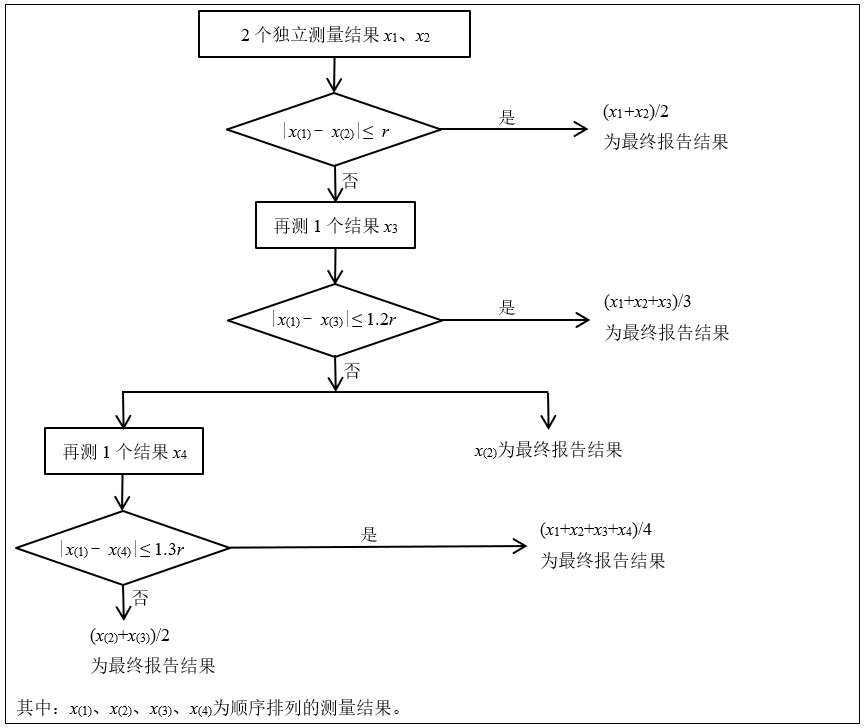 2 个独立测量结果 x1、x2
|x(1)− x(2)|≤ r
是
(x1+x2)/2
为最终报告结果
否
再测 1 个结果 x3
|x(1)− x(3)|≤1.2r
是
(x1+x2+x3)/3
为最终报告结果
否
再测 1 个结果 x4
x(2)为最终报告结果
|x(1)− x(4)|≤1.3r
是
(x1+x2+x3+x4)/4
为最终报告结果
否
(x(2)+x(3))/2
为最终报告结果
其中：x(1)、x(2)、x(3)、x(4)为顺序排列的测量结果。